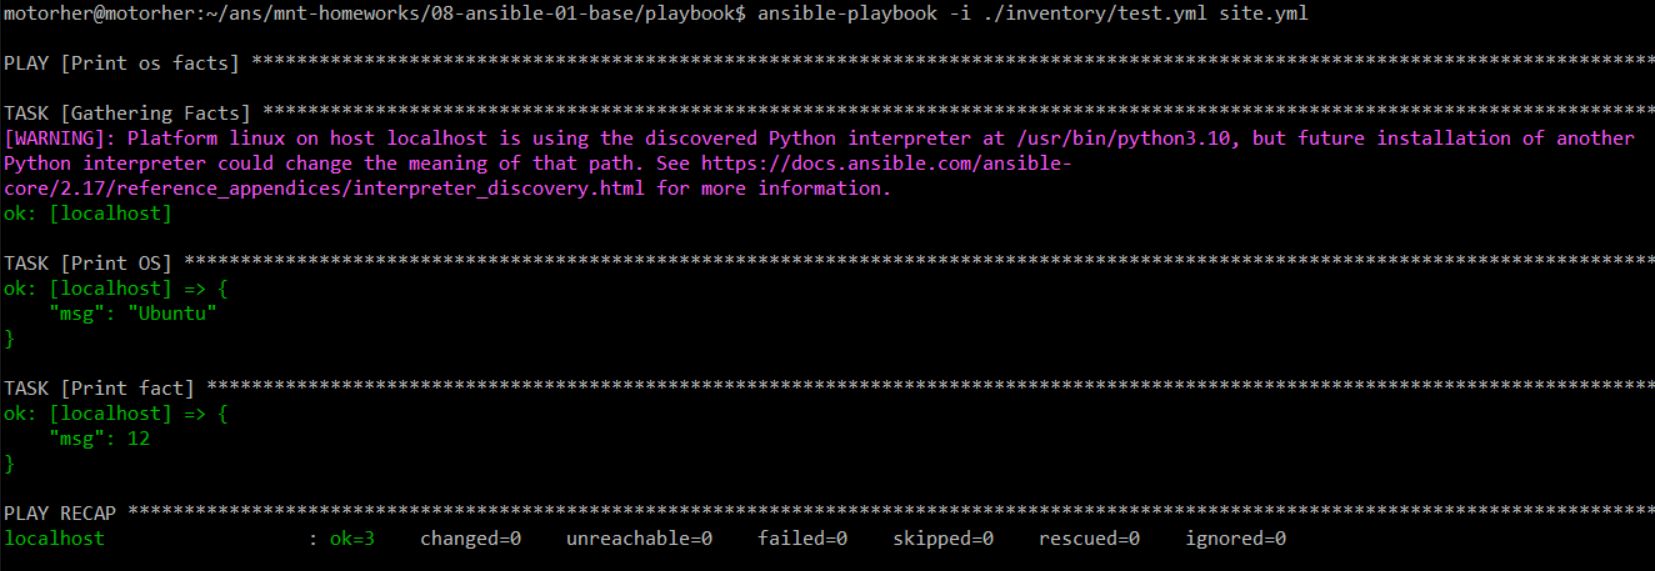 motorher@motorher:~/ans/mnt-homeworks/08-ansible-01-base/playbook$ ansible-playbook -i ./inventory/test.yml site.yml
PLAY [Print os facts] ****************************************************************************************************************************
TASK [Gathering Facts] ***************************************************************************************************************************
[WARNING]: Platform linux on host localhost is using the discovered Python interpreter at /usr/bin/python3.10, but future installation of another
Python interpreter could change the meaning of that path. See https://docs.ansible.com/ansible-
core/2.17/reference_appendices/interpreter_discovery.html for more information.
ok: [localhost]
TASK [Print OS] **********************************************************************************************************************************
ok: [localhost] => {
    "msg": "Ubuntu"
}
TASK [Print fact] ********************************************************************************************************************************
ok: [localhost] => {
    "msg": 12
}
PLAY RECAP ***************************************************************************************************************************************
localhost                  : ok=3    changed=0    unreachable=0    failed=0    skipped=0    rescued=0    ignored=0